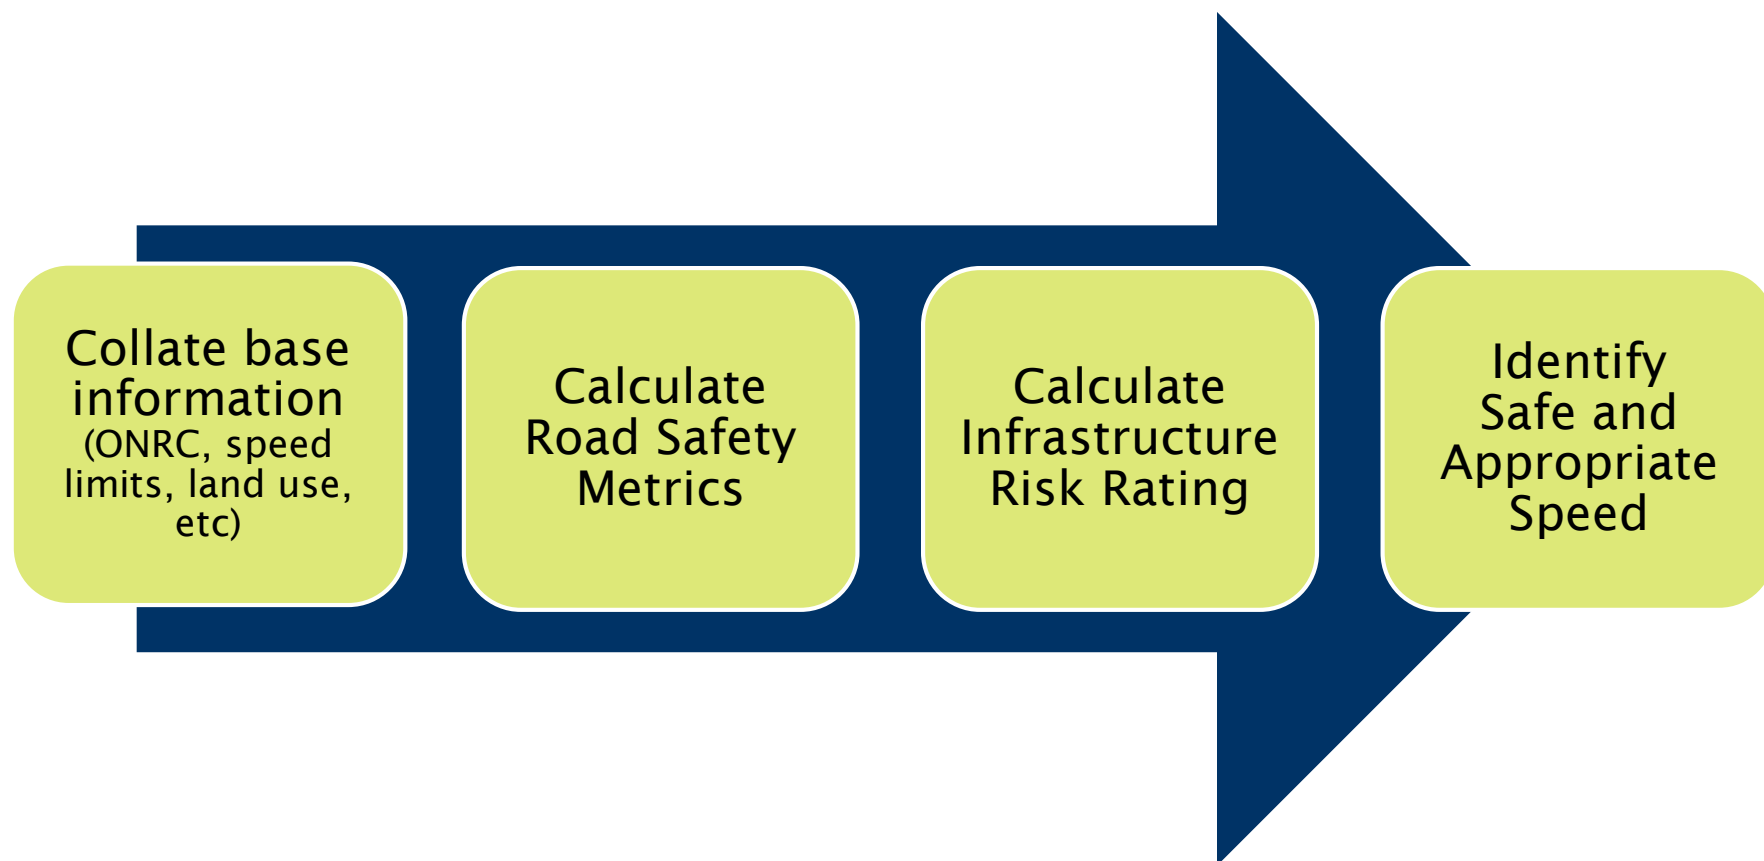 Collate base
information
(ONRC, speed
limits, land use,
etc)
Calculate
Road Safety
Metrics
Calculate
Infrastructure
Risk Rating
Identify
Safe and
Appropriate
Speed